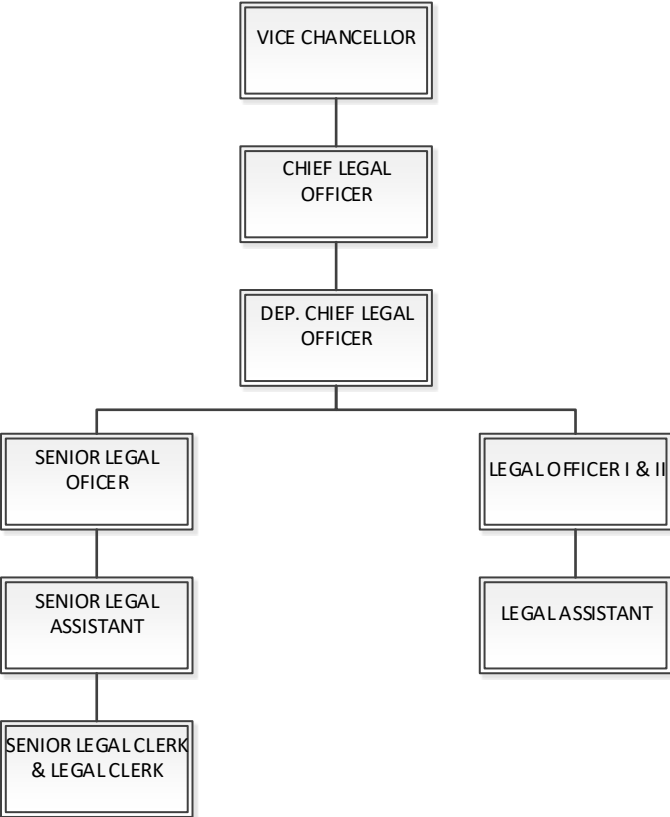 VICE CHANCELLOR
CHIEF LEGAL
OFFICER
DEP. CHIEF LEGAL
OFFICER
SENIOR LEGAL
OFICER
LEGAL OFFICER I & II
SENIOR LEGAL
ASSISTANT
LEGAL ASSISTANT
SENIOR LEGAL CLERK
& LEGAL CLERK